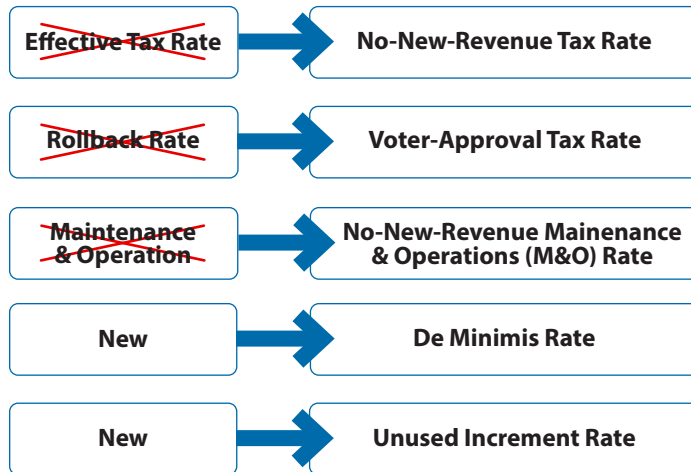 Effective Tax Rate
No-New-Revenue Tax Rate
Rollback Rate
Voter-Approval Tax Rate
Maintenance
& Operation
No-New-Revenue Mainenance
& Operations (M&O) Rate
New
De Minimis Rate
New
Unused Increment Rate